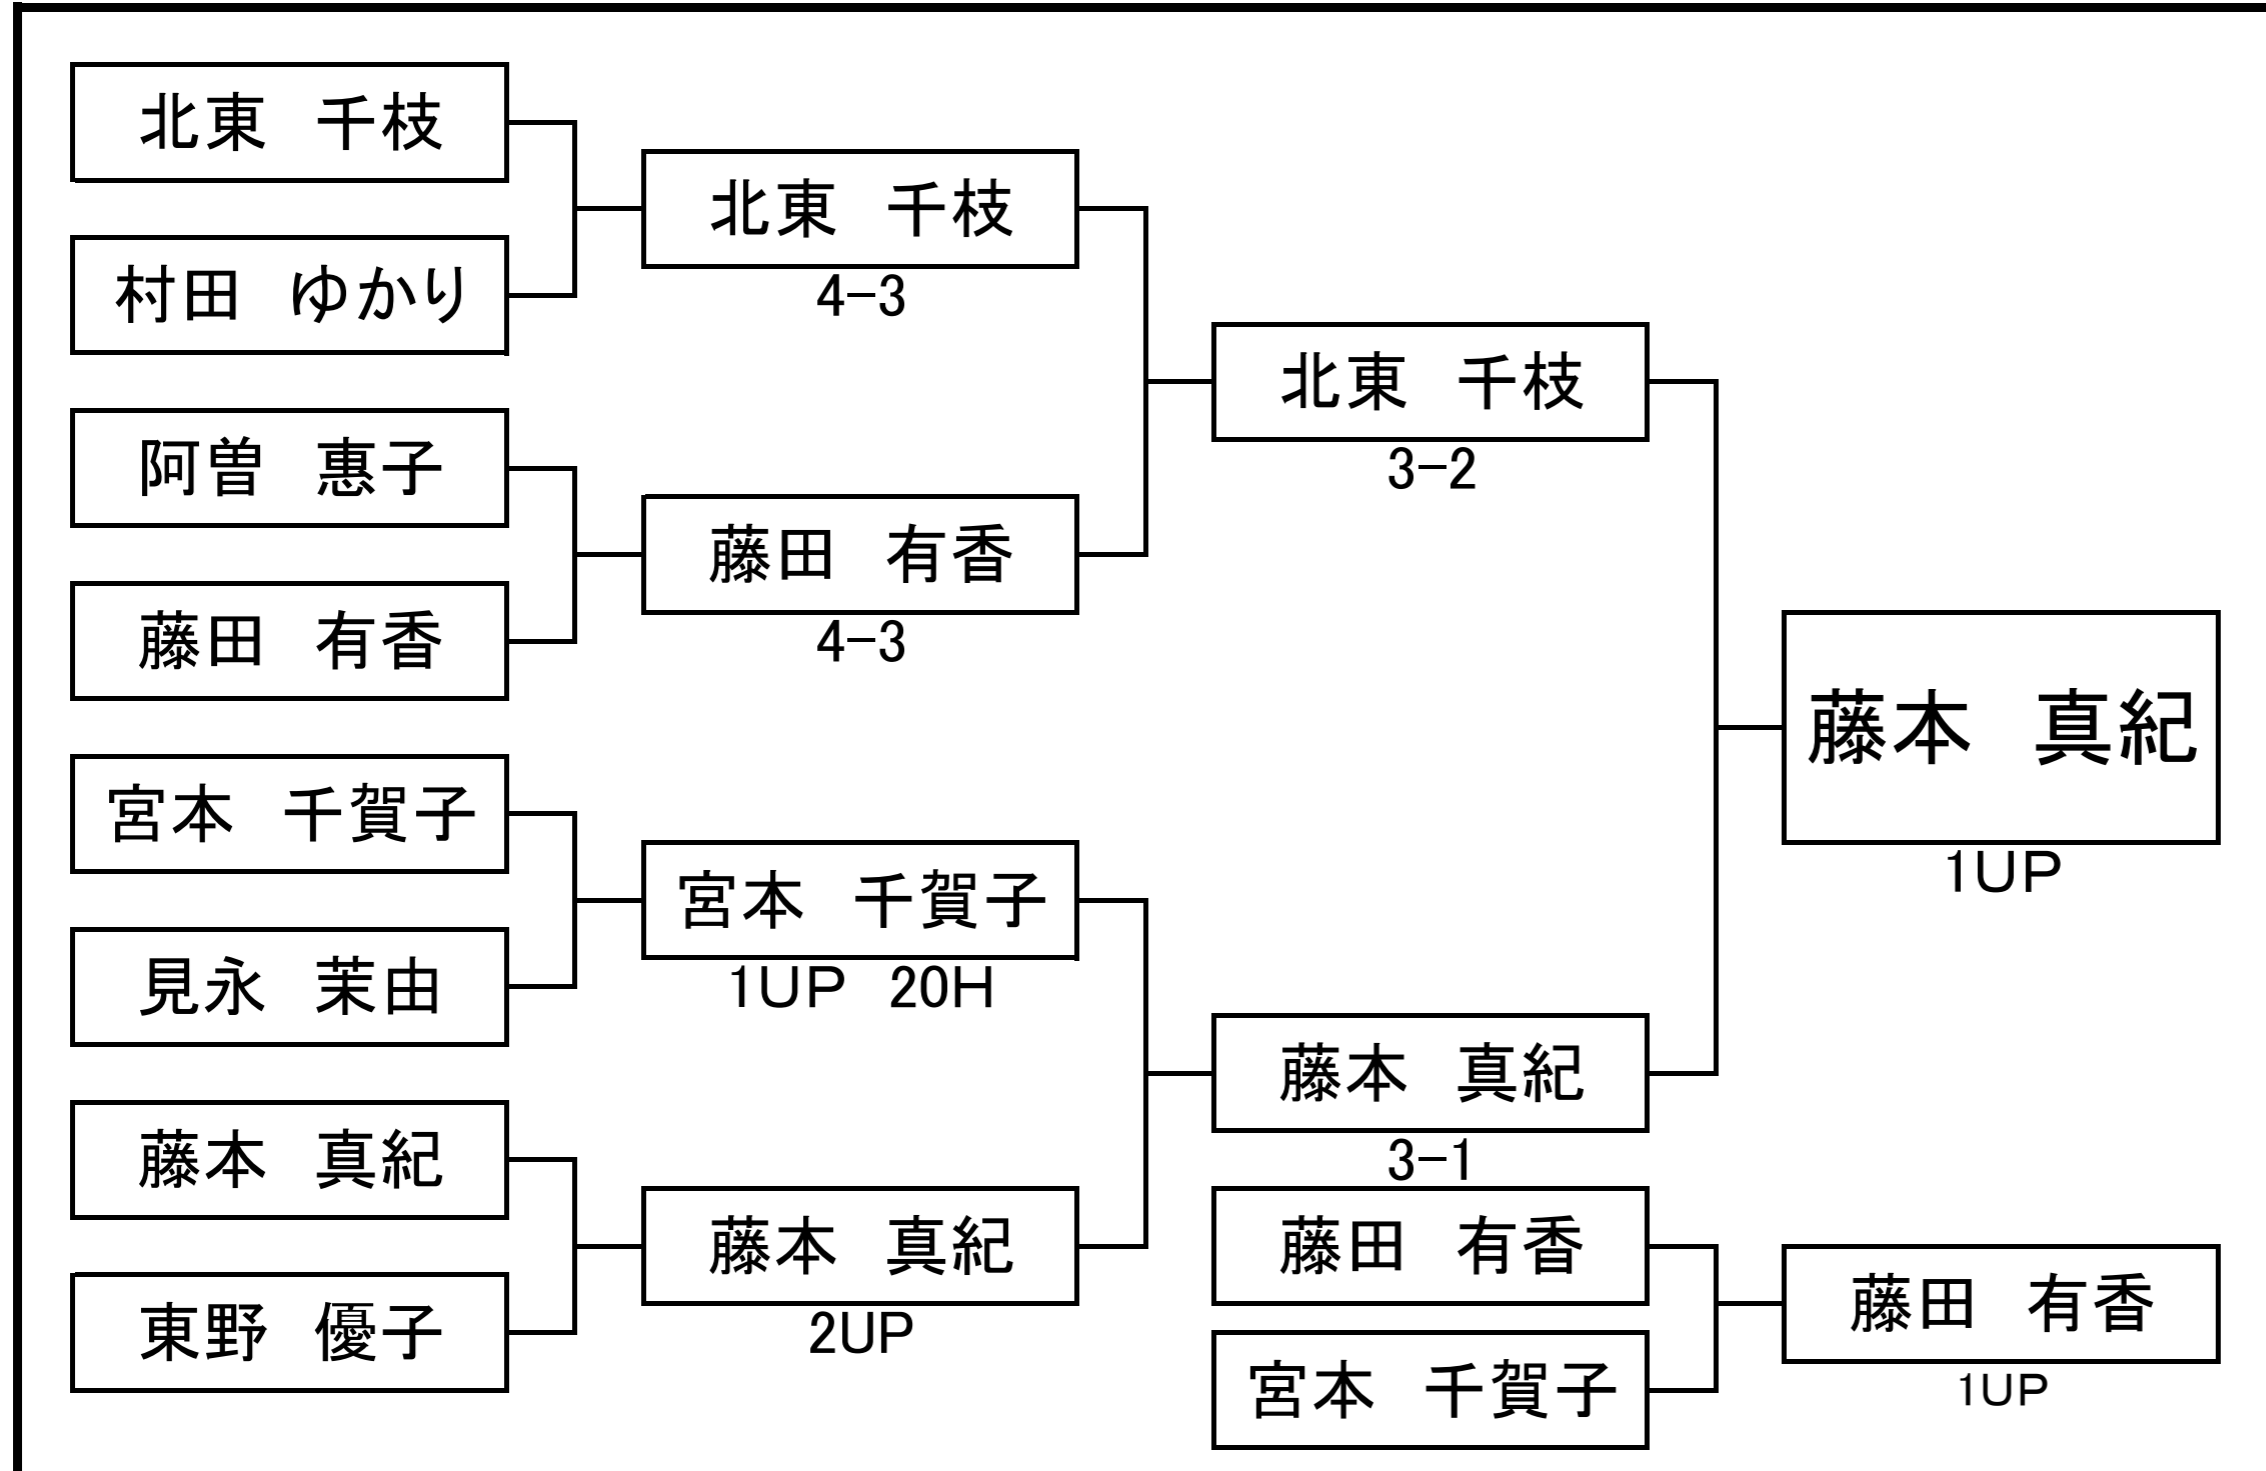 北東　千枝
村田　ゆかり
阿曽　惠子
藤田　有香
宮本　千賀子
見永　茉由
藤本　真紀
東野　優子
北東　千枝
4-3
藤田　有香
4-3
宮本　千賀子
1UP　20H
藤本　真紀
2UP
北東　千枝
3-2
藤本　真紀
3-1
藤田　有香
宮本　千賀子
藤本　真紀
1UP
藤田　有香
1UP